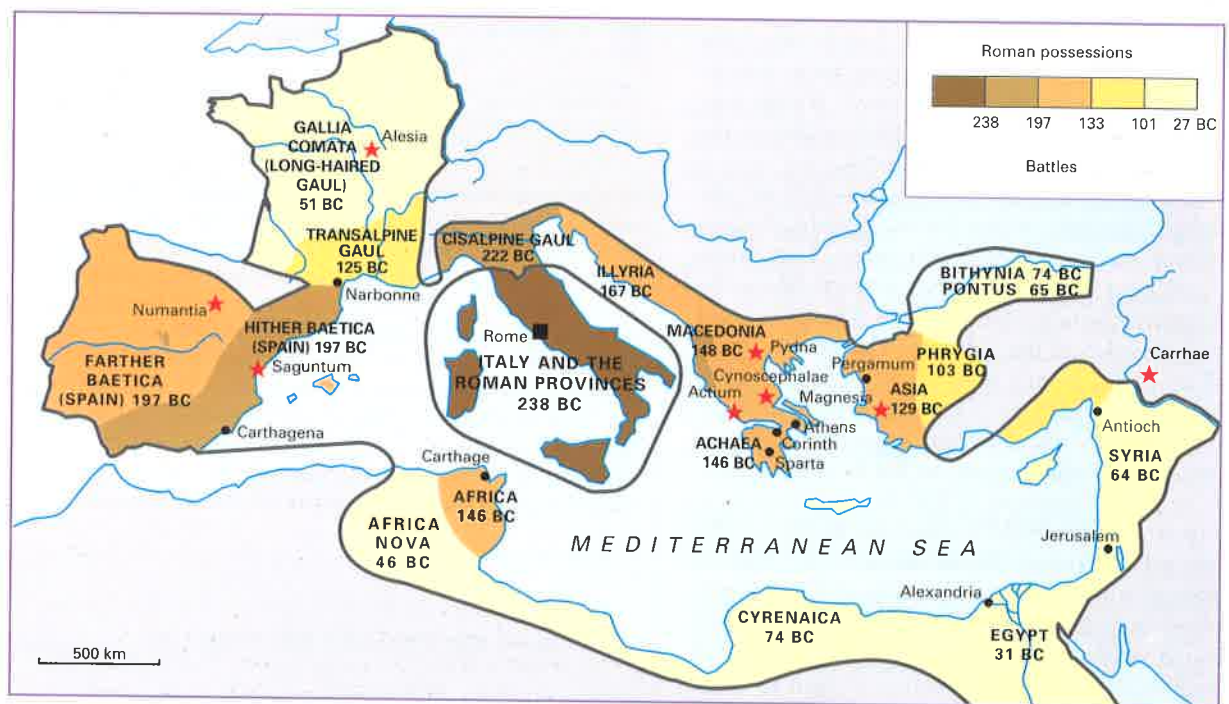 Roman possessions
238 197 133 101 27 BC
Battles
GALLIA
COMATA
(LONG-HAIRED
GAUL)
51 BC
Alesia
TRANSALPINE
GAUL
125 BC
Narbonne
CISALPINE GAUL
222 BC
ILLYRIA
167 BC
Numantia
HITHER BAETICA
(SPAIN) 197 BC
Saguntum
FARTHER
BAETICA
(SPAIN) 197 BC
Carthagena
Rome
ITALY AND THE
ROMAN PROVINCES
238 BC
MACEDONIA
148 BC
Pydna
Cynoscephalae
Actium
Magnesia
Pergamum
PHRYGIA
103 BC
ASIA
129 BC
BITHYNIA 74 BC
PONTUS 65 BC
Carrhae
Athens
ACHAEA
146 BC
Corinth
Sparta
Antioch
SYRIA
64 BC
Carthage
AFRICA
146 BC
AFRICA
NOVA
46 BC
MEDITERRANEAN SEA
Jerusalem
Alexandria
CYRENAICA
74 BC
EGYPT
31 BC
500 km